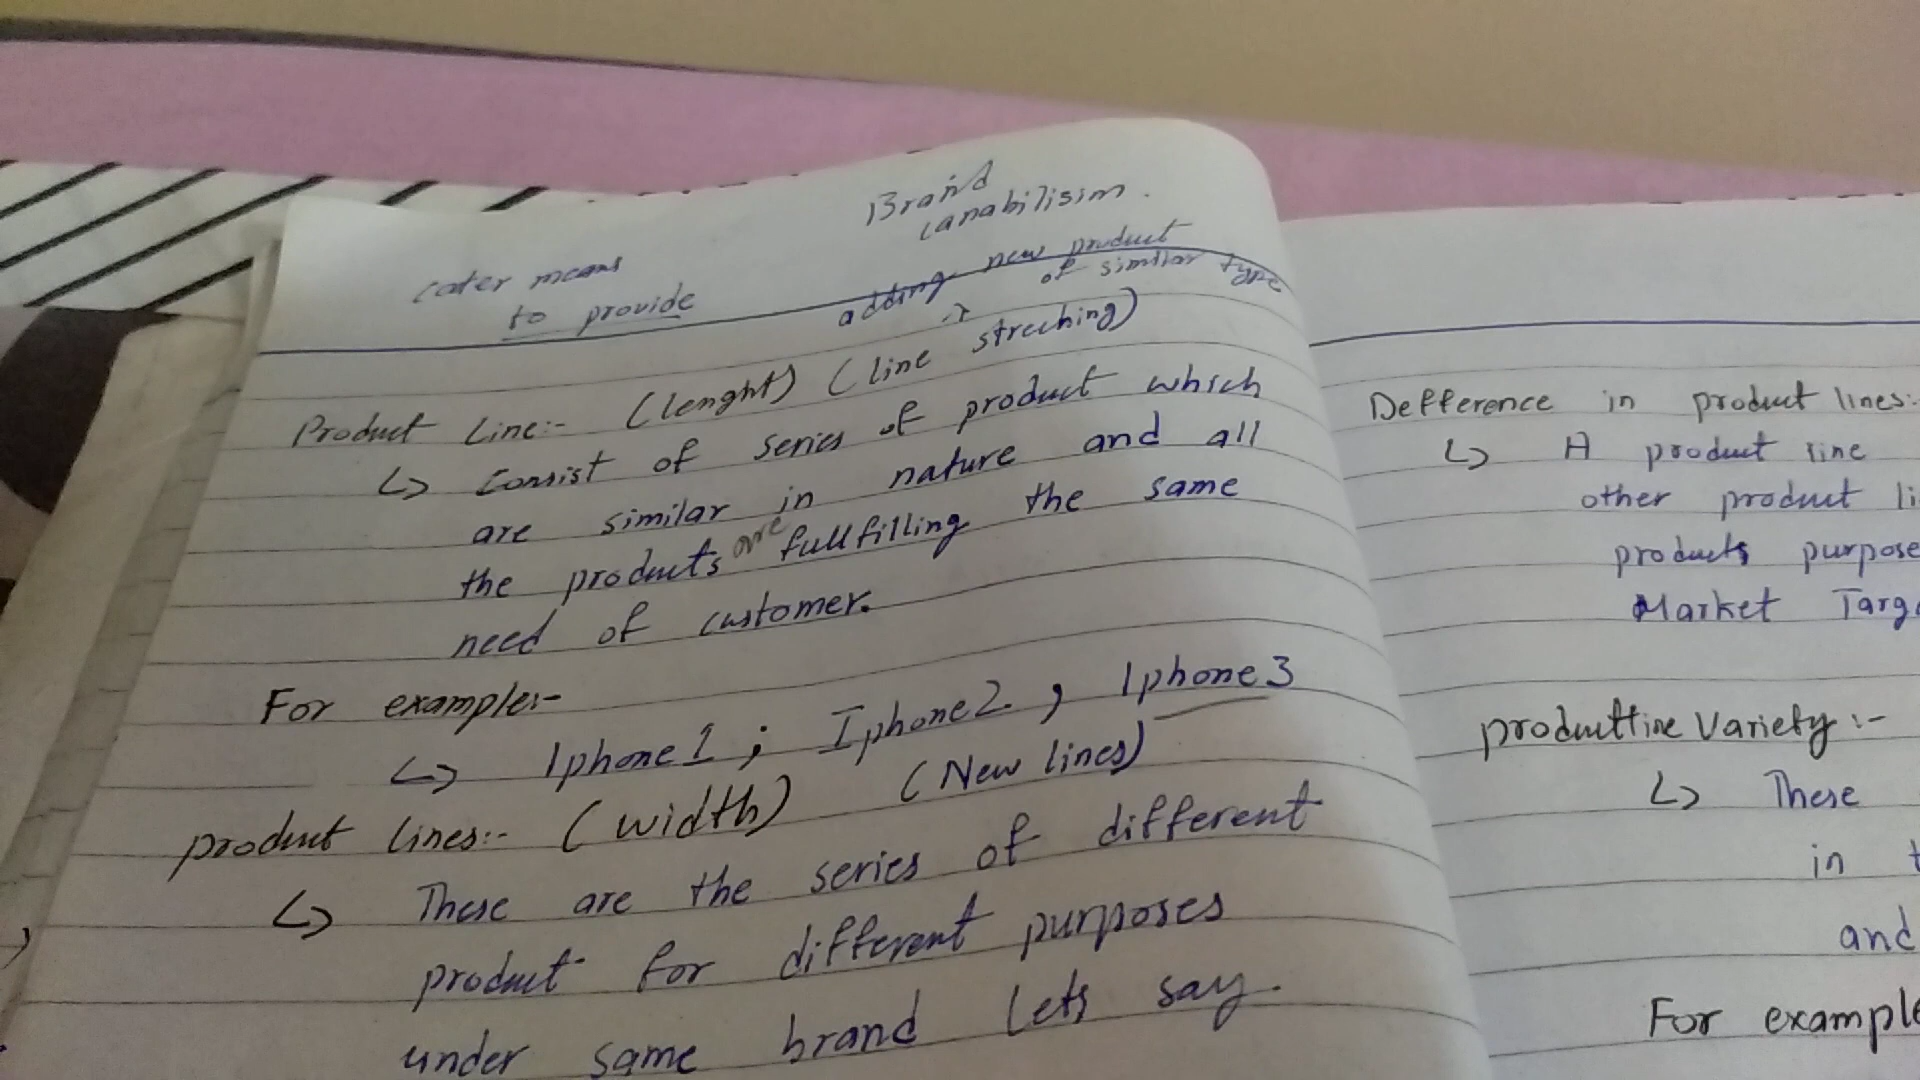 Brand
canabilisim.
cater means
to provide
adding new product
of similar type
Product Line:- (lenght) (line streching)
↳ Consist of series of product which
are similar in nature and all
the products are fullfilling the same
need of customer.
For example:-
↳ Iphone 1 ; Iphone 2 , Iphone 3
product lines:- (width) (New lines)
↳ These are the series of different
product for different purposes
under same brand lets say.
Defference in product lines:-
↳ A product line
other product li
products purpose
Market Targ
productline Variety :-
↳ These
in t
and
For example